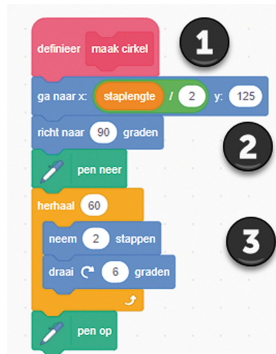 definieer maak cirkel
1
ga naar x: staplengte / 2 y: 125
richt naar 90 graden
2
pen neer
herhaal 60
3
neem 2 stappen
draai 6 graden
pen op